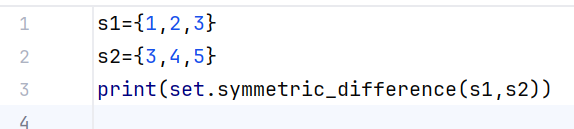 1 s1={1,2,3}
2 s2={3,4,5}
3 print(set.symmetric_difference(s1,s2))
4